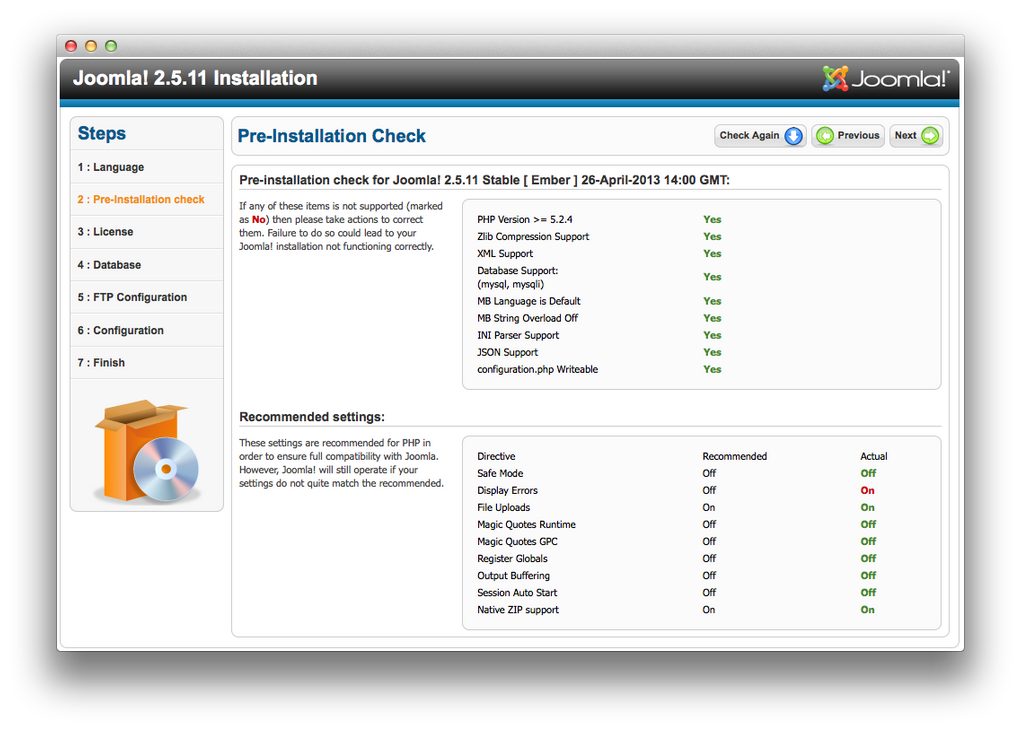 Joomla! 2.5.11 Installation
Joomla!
Steps
1 : Language
2 : Pre-Installation check
3 : License
4 : Database
5 : FTP Configuration
6 : Configuration
7 : Finish
Pre-Installation Check
Check Again
Previous
Next
Pre-installation check for Joomla! 2.5.11 Stable [ Ember ] 26-April-2013 14:00 GMT:
If any of these items is not supported (marked
as No) then please take actions to correct
them. Failure to do so could lead to your
Joomla! installation not functioning correctly.
PHP Version >= 5.2.4 Yes
Zlib Compression Support Yes
XML Support Yes
Database Support:
(mysql, mysqli) Yes
MB Language is Default Yes
MB String Overload Off Yes
INI Parser Support Yes
JSON Support Yes
configuration.php Writeable Yes
Recommended settings:
These settings are recommended for PHP in
order to ensure full compatibility with Joomla.
However, Joomla! will still operate if your
settings do not quite match the recommended.
Directive Recommended Actual
Safe Mode Off Off
Display Errors Off On
File Uploads On On
Magic Quotes Runtime Off Off
Magic Quotes GPC Off Off
Register Globals Off Off
Output Buffering Off Off
Session Auto Start Off Off
Native ZIP support On On